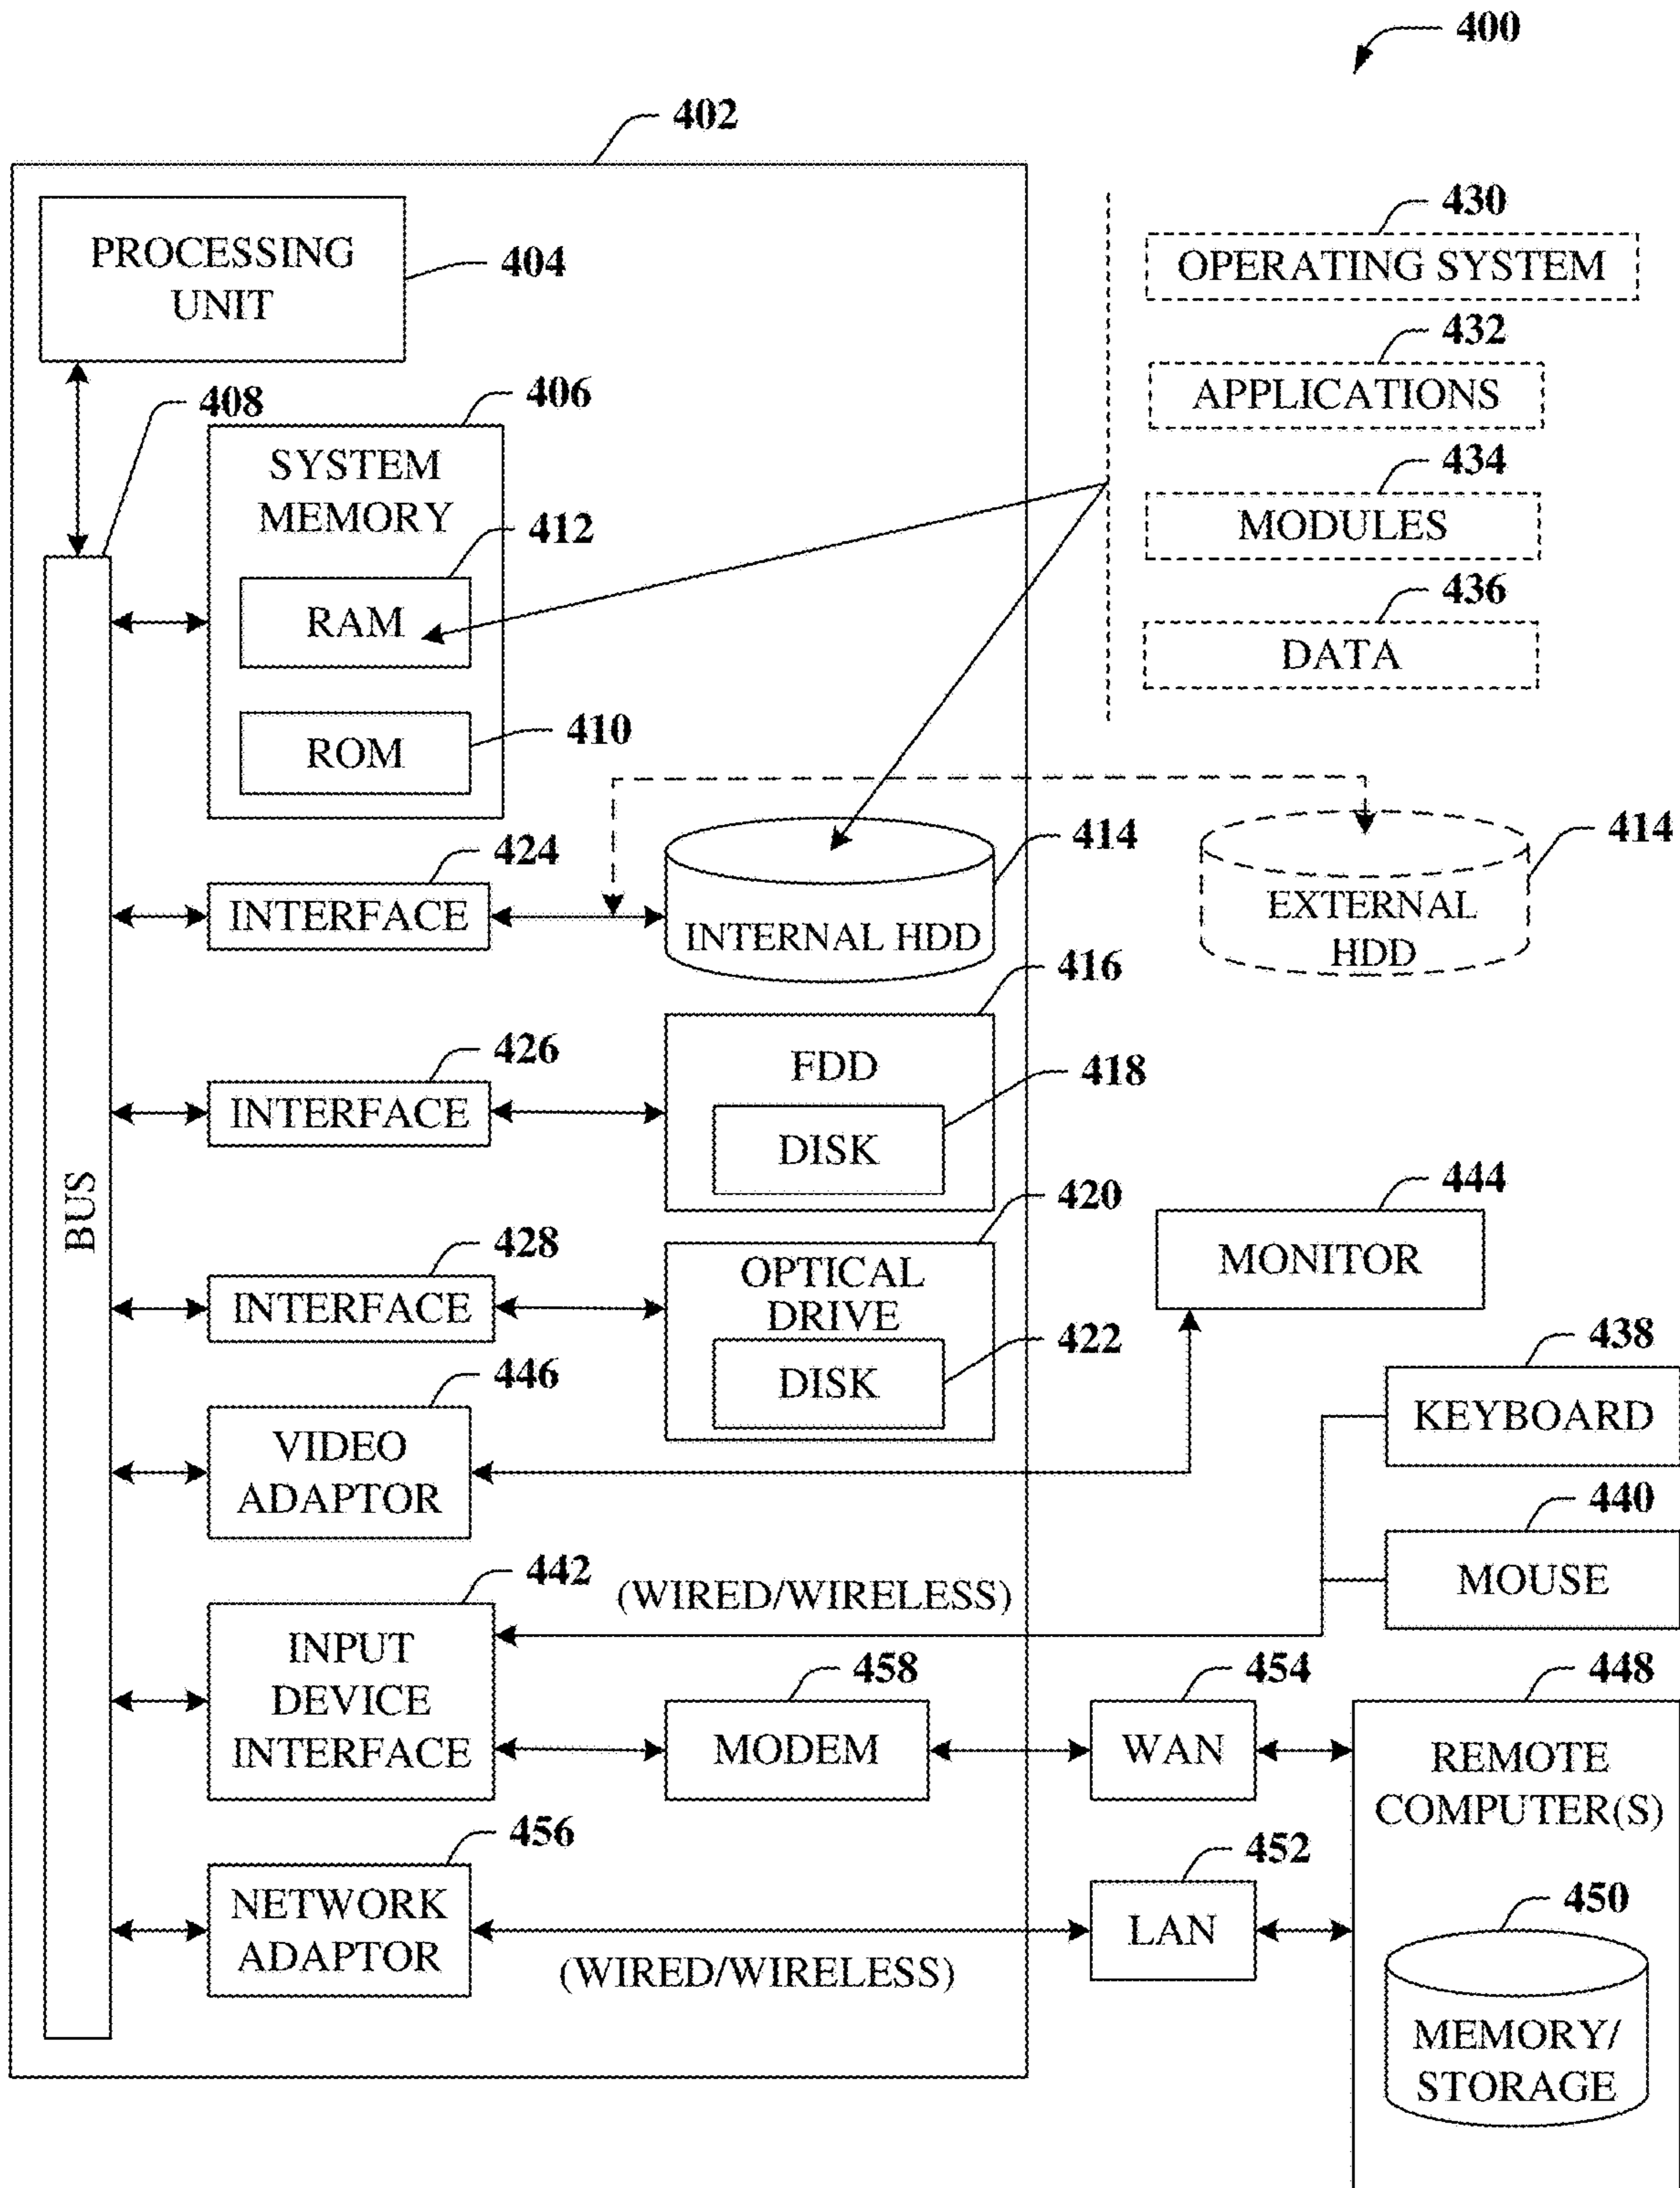 400
402
PROCESSING
UNIT
404
430
OPERATING SYSTEM
432
APPLICATIONS
434
MODULES
436
DATA
408
406
SYSTEM
MEMORY
412
RAM
410
ROM
424
INTERFACE
414
INTERNAL HDD
414
EXTERNAL
HDD
416
FDD
418
DISK
426
INTERFACE
BUS
420
OPTICAL
DRIVE
422
DISK
428
INTERFACE
444
MONITOR
446
VIDEO
ADAPTOR
438
KEYBOARD
440
MOUSE
442
INPUT
DEVICE
INTERFACE
(WIRED/WIRELESS)
458
MODEM
454
WAN
448
REMOTE
COMPUTER(S)
456
NETWORK
ADAPTOR
(WIRED/WIRELESS)
452
LAN
450
MEMORY/
STORAGE